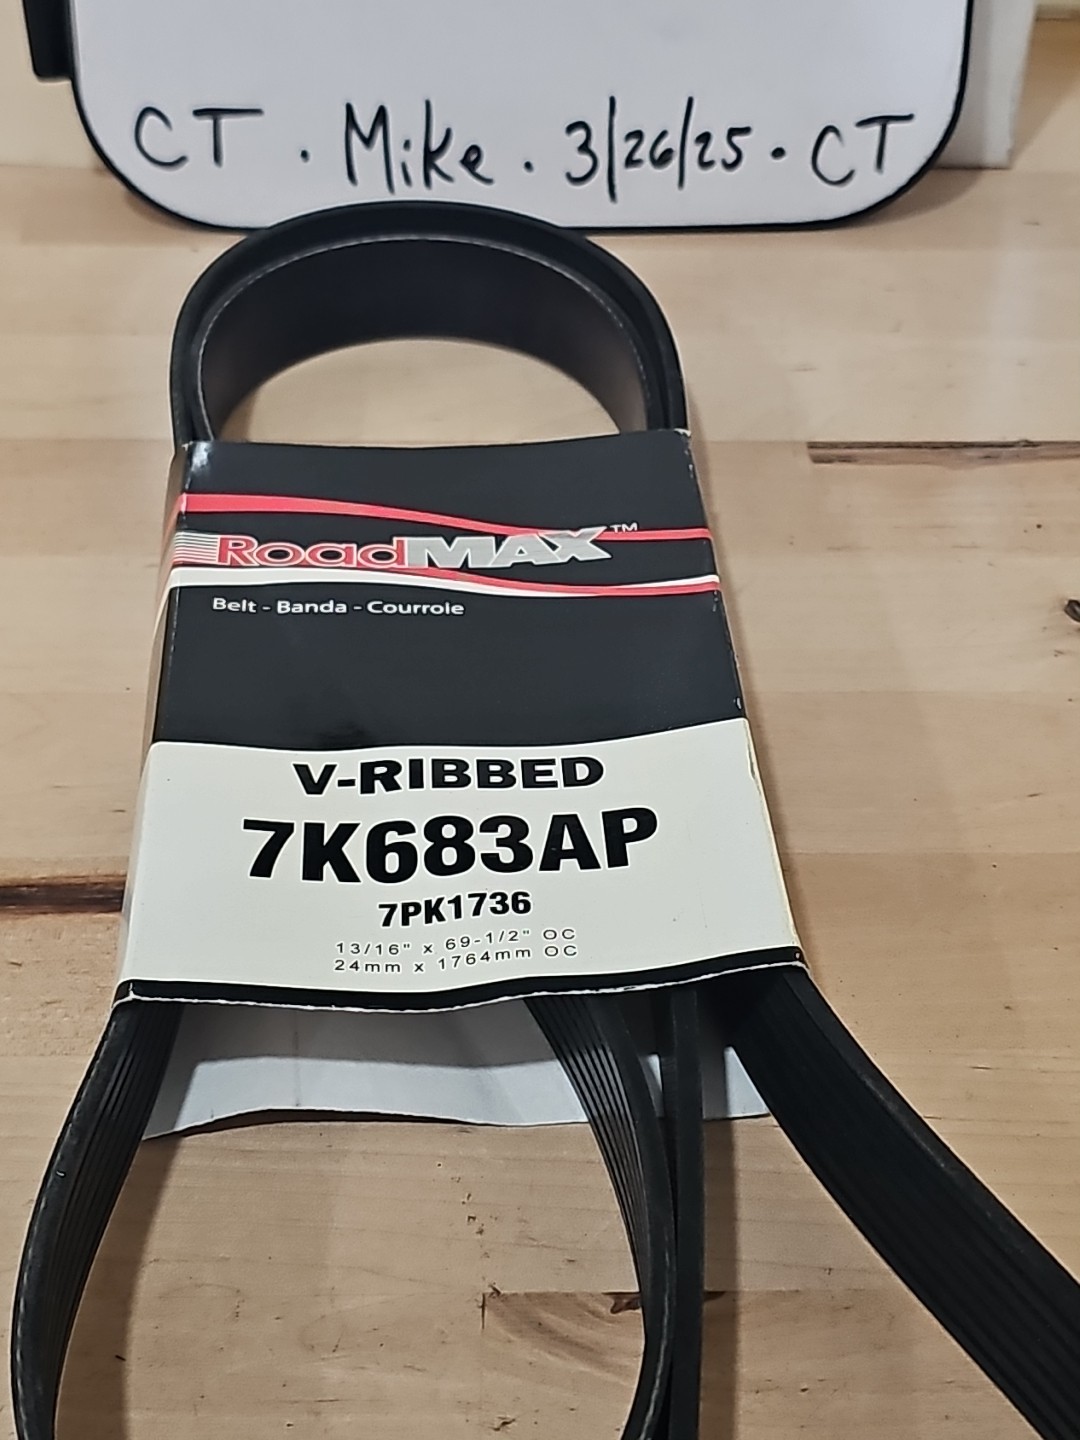 CT . Mike . 3/26/25 . CT
RoadMAX™
Belt - Banda - Courroie
V-RIBBED
7K683AP
7PK1736
13/16" x 69-1/2" OC
24mm x 1764mm OC